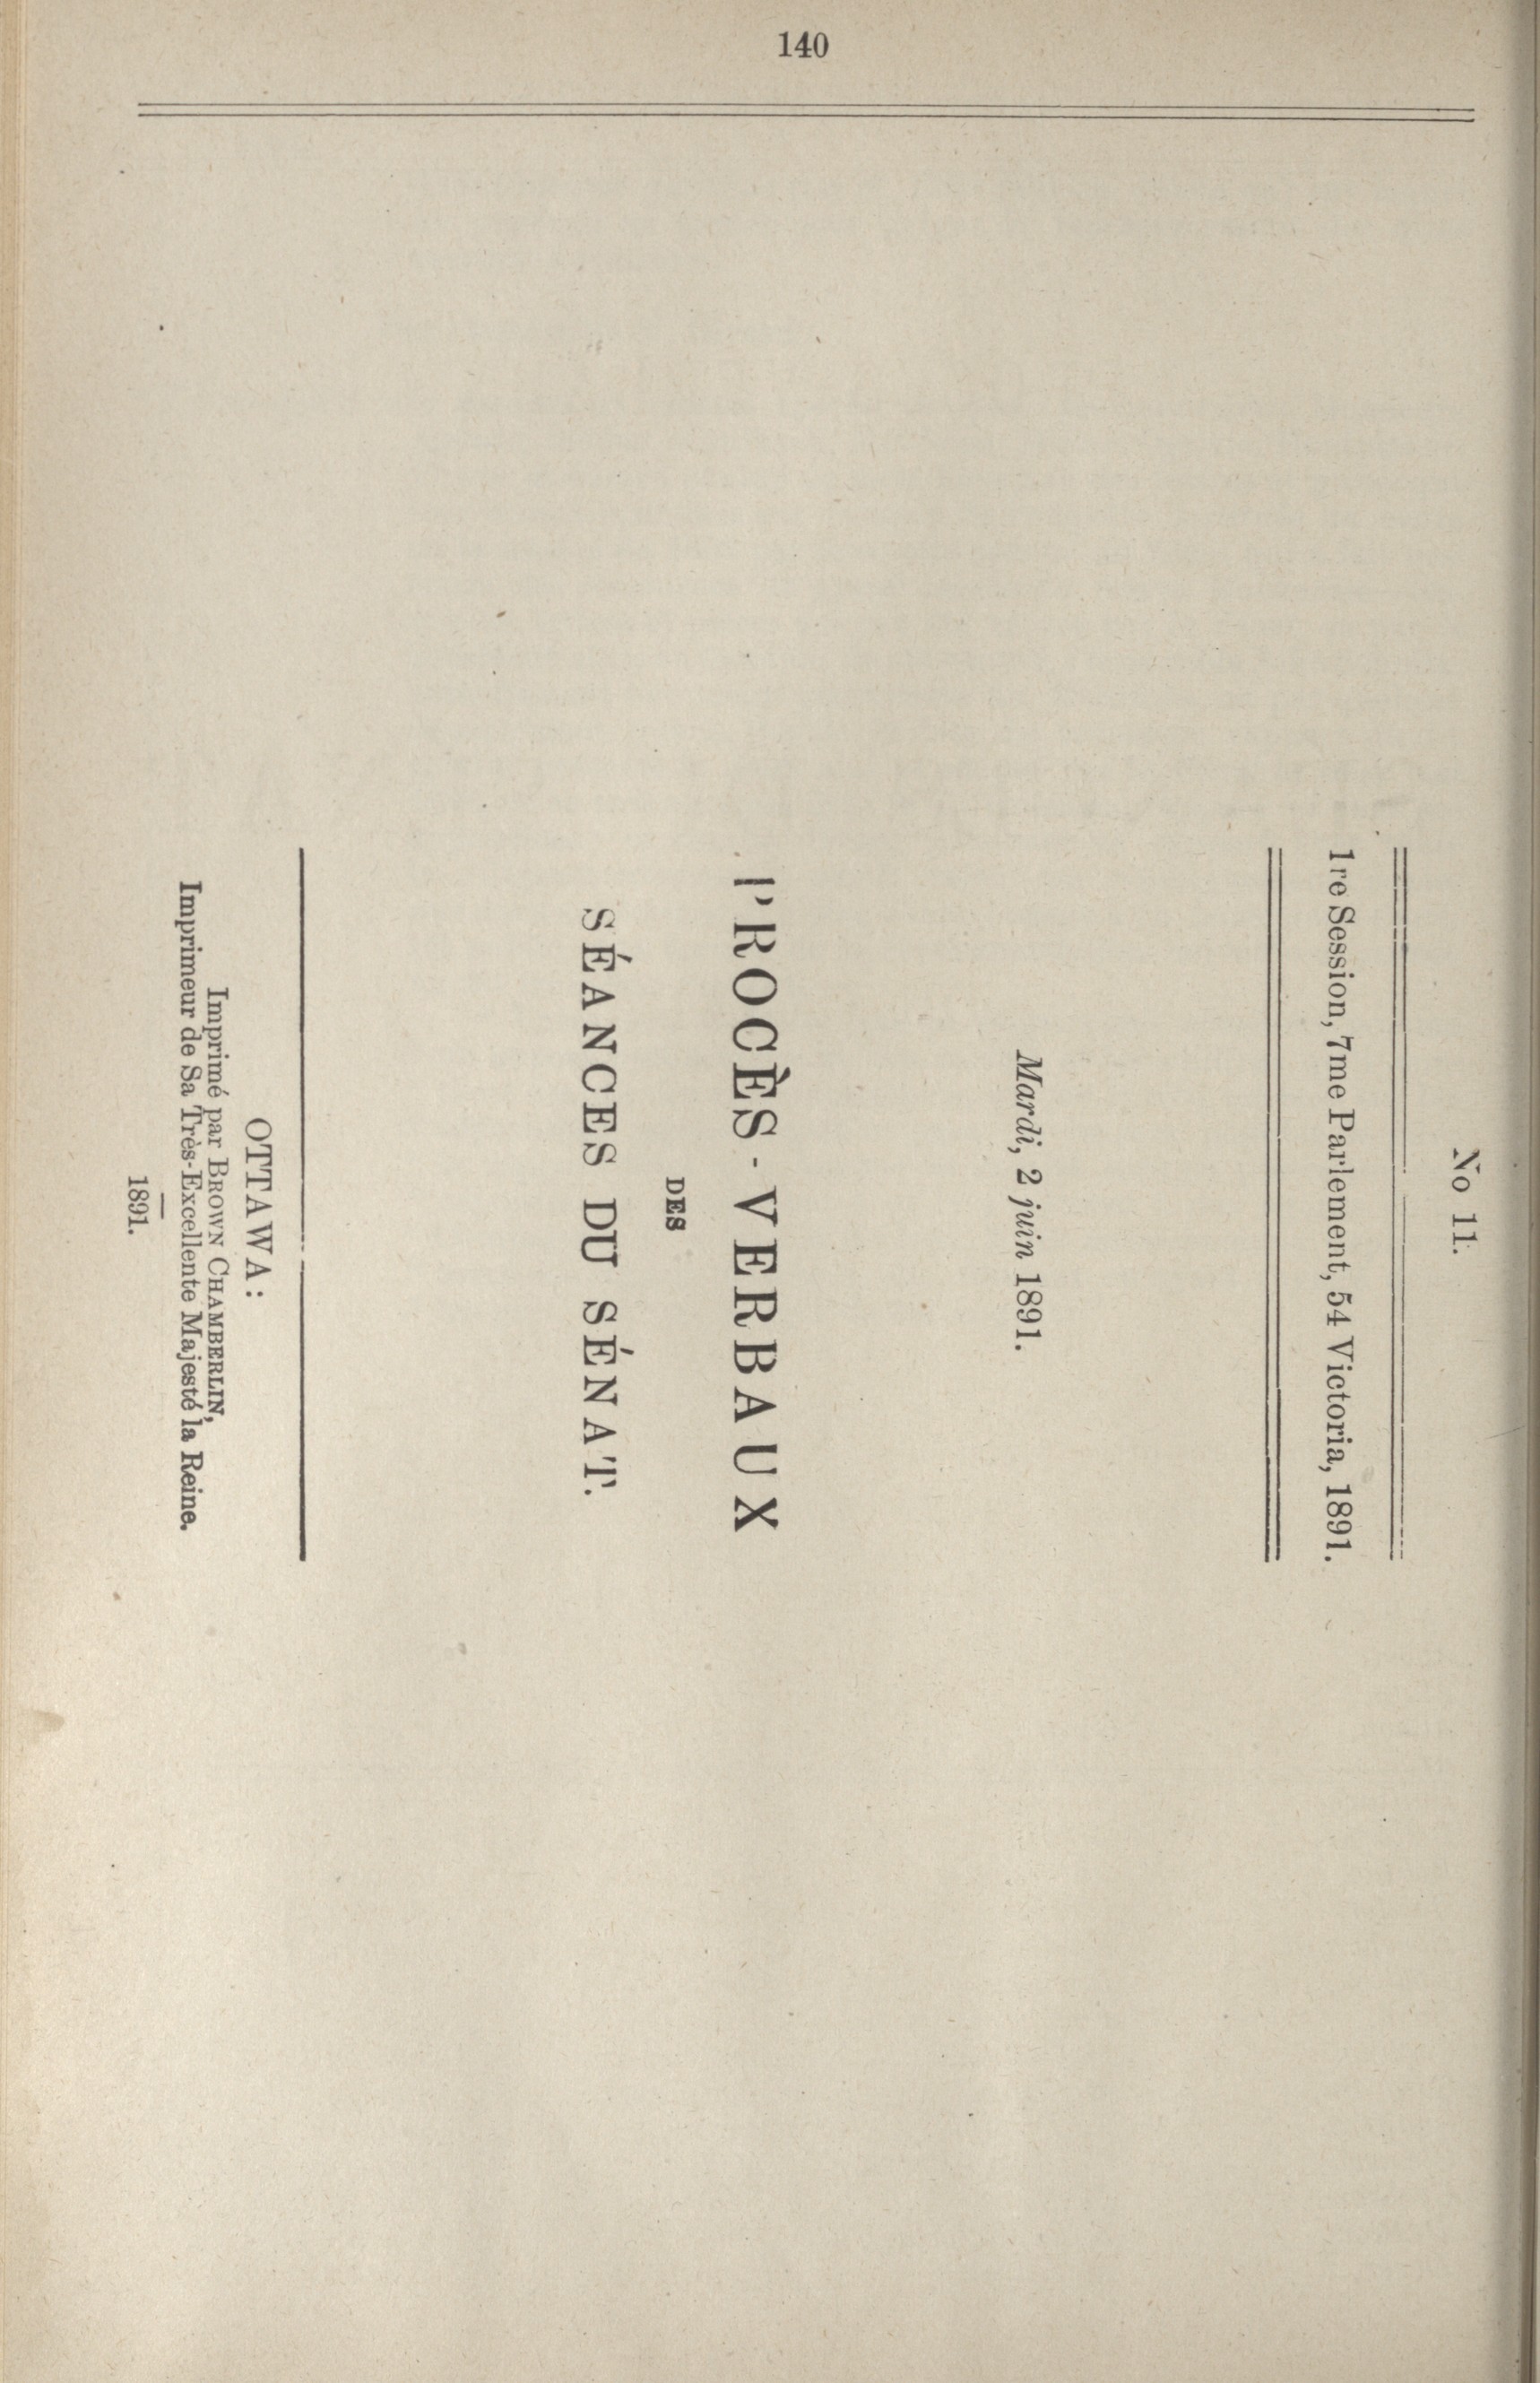 140
No 11.
1re Session, 7me Parlement, 54 Victoria, 1891.
Mardi, 2 juin 1891.
PROCÈS-VERBAUX
DES
SÉANCES DU SÉNAT.
OTTAWA:
Imprimé par BROWN CHAMBERLIN,
Imprimeur de Sa Très-Excellente Majesté la Reine.
1891.